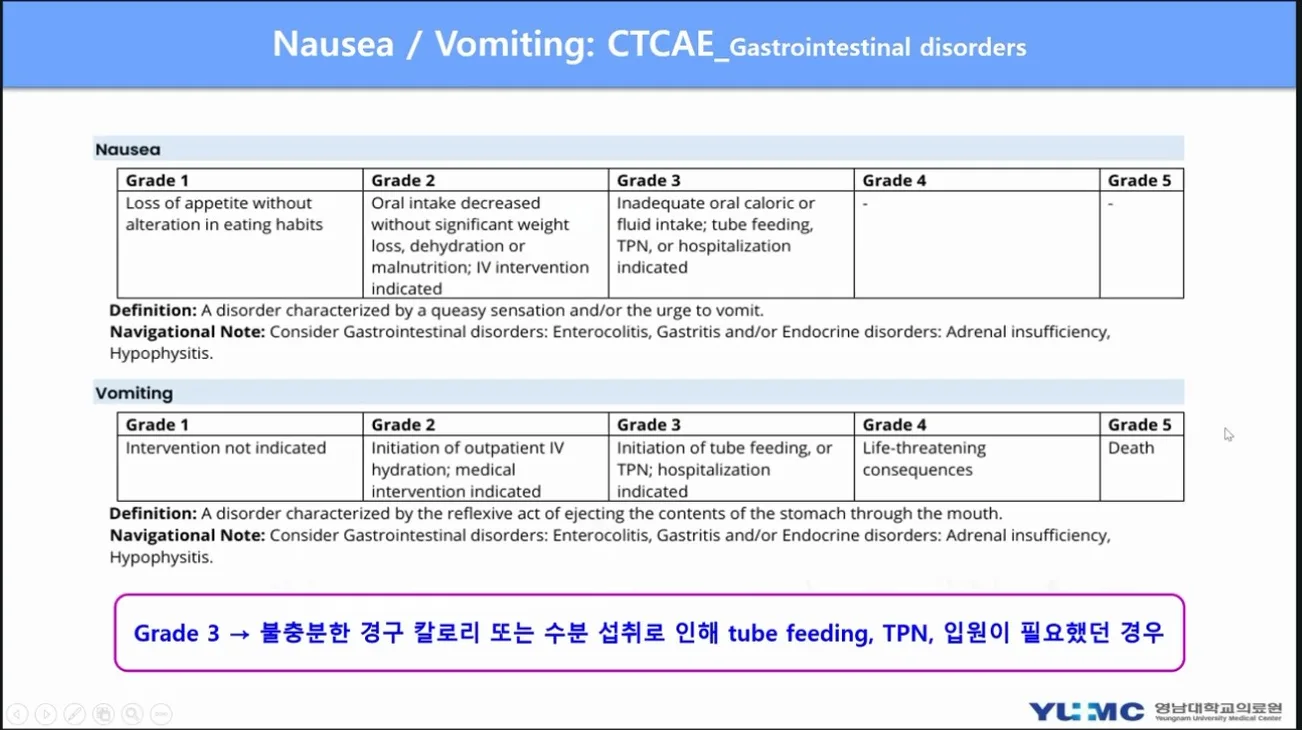 Nausea / Vomiting: CTCAE_Gastrointestinal disorders
Nausea
Grade 1 Grade 2 Grade 3 Grade 4 Grade 5
Loss of appetite without Oral intake decreased Inadequate oral caloric or - -
alteration in eating habits without significant weight fluid intake; tube feeding,
loss, dehydration or TPN, or hospitalization
malnutrition; IV intervention indicated
indicated
Definition: A disorder characterized by a queasy sensation and/or the urge to vomit.
Navigational Note: Consider Gastrointestinal disorders: Enterocolitis, Gastritis and/or Endocrine disorders: Adrenal insufficiency,
Hypophysitis.
Vomiting
Grade 1 Grade 2 Grade 3 Grade 4 Grade 5
Intervention not indicated Initiation of outpatient IV Initiation of tube feeding, or Life-threatening Death
hydration; medical TPN; hospitalization consequences
intervention indicated indicated
Definition: A disorder characterized by the reflexive act of ejecting the contents of the stomach through the mouth.
Navigational Note: Consider Gastrointestinal disorders: Enterocolitis, Gastritis and/or Endocrine disorders: Adrenal insufficiency,
Hypophysitis.
Grade 3 → 불충분한 경구 칼로리 또는 수분 섭취로 인해 tube feeding, TPN, 입원이 필요했던 경우
YUMC 영남대학교의료원
Yeungnam University Medical Center